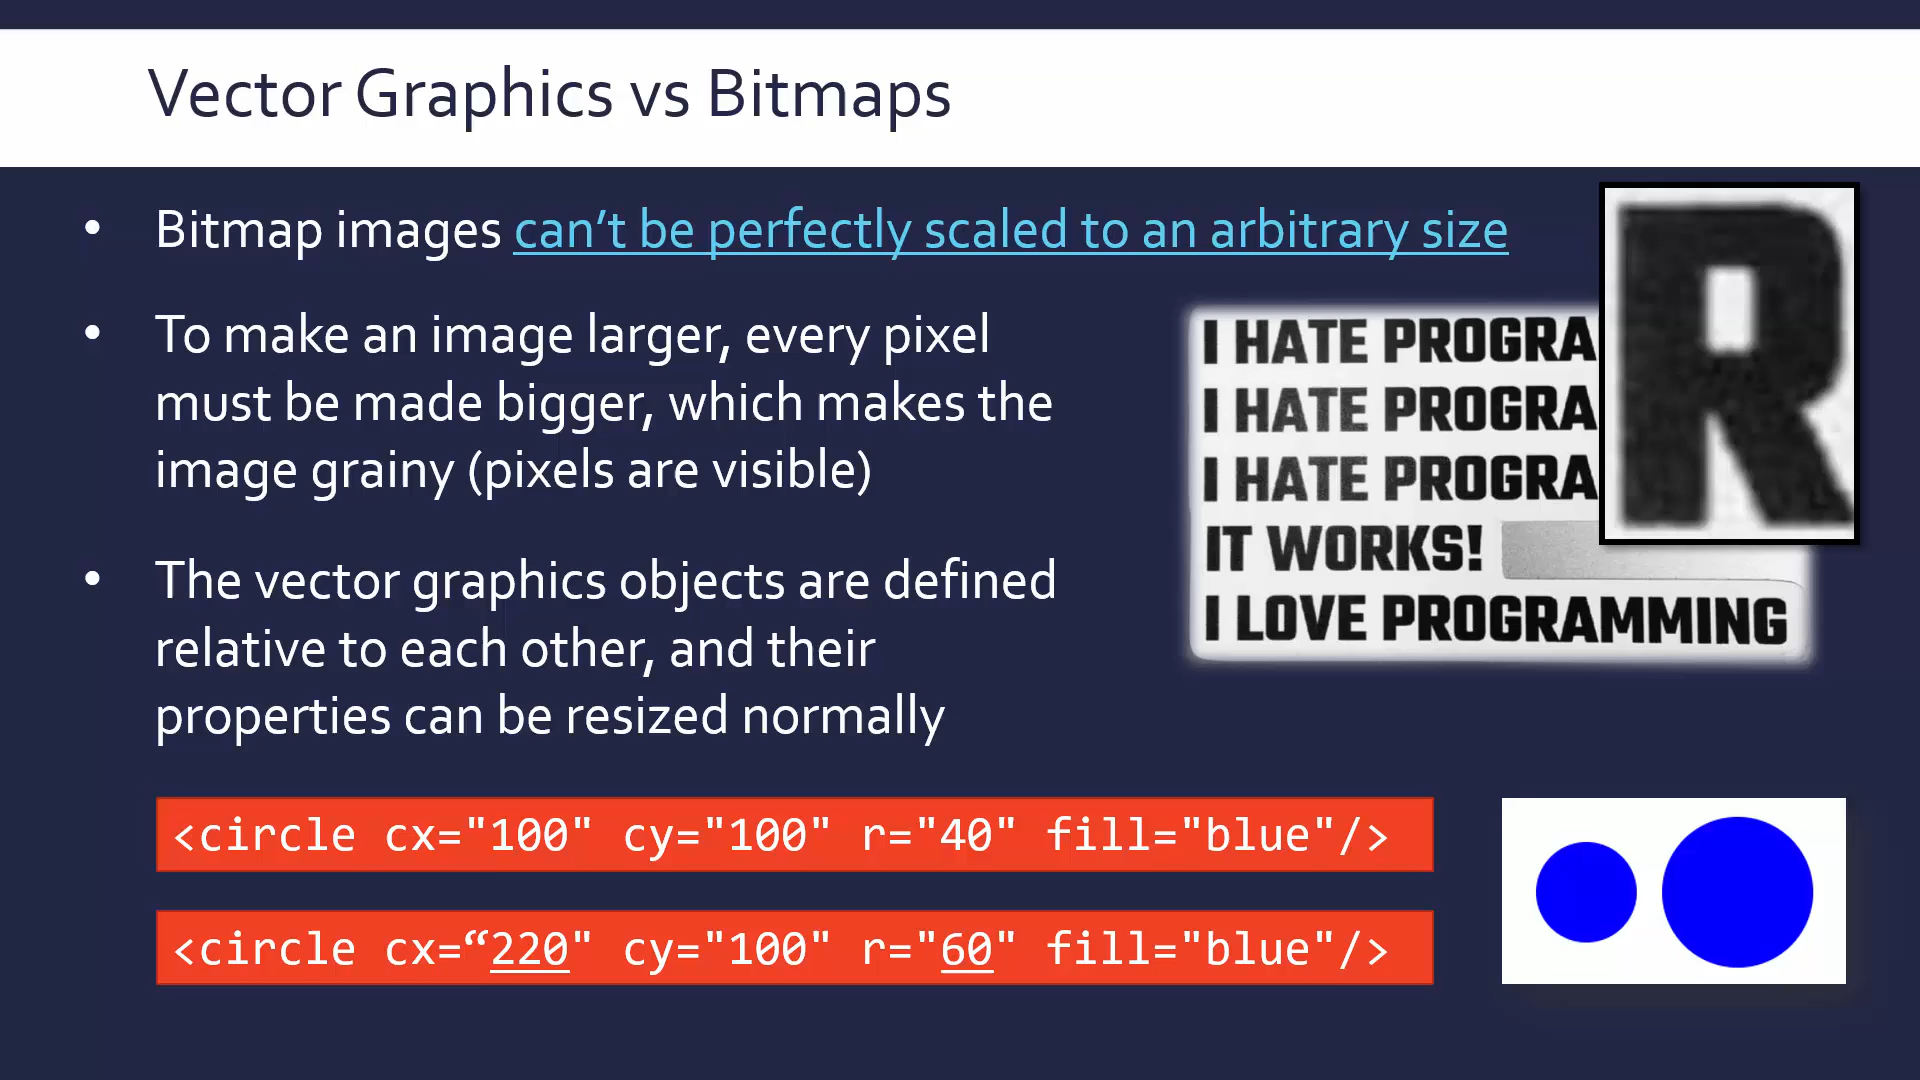 Vector Graphics vs Bitmaps
• Bitmap images can’t be perfectly scaled to an arbitrary size
• To make an image larger, every pixel
must be made bigger, which makes the
image grainy (pixels are visible)
• The vector graphics objects are defined
relative to each other, and their
properties can be resized normally
I HATE PROGRA
I HATE PROGRA
I HATE PROGRA
IT WORKS!
I LOVE PROGRAMMING
R
<circle cx="100" cy="100" r="40" fill="blue"/>
<circle cx=“220" cy="100" r="60" fill="blue"/>